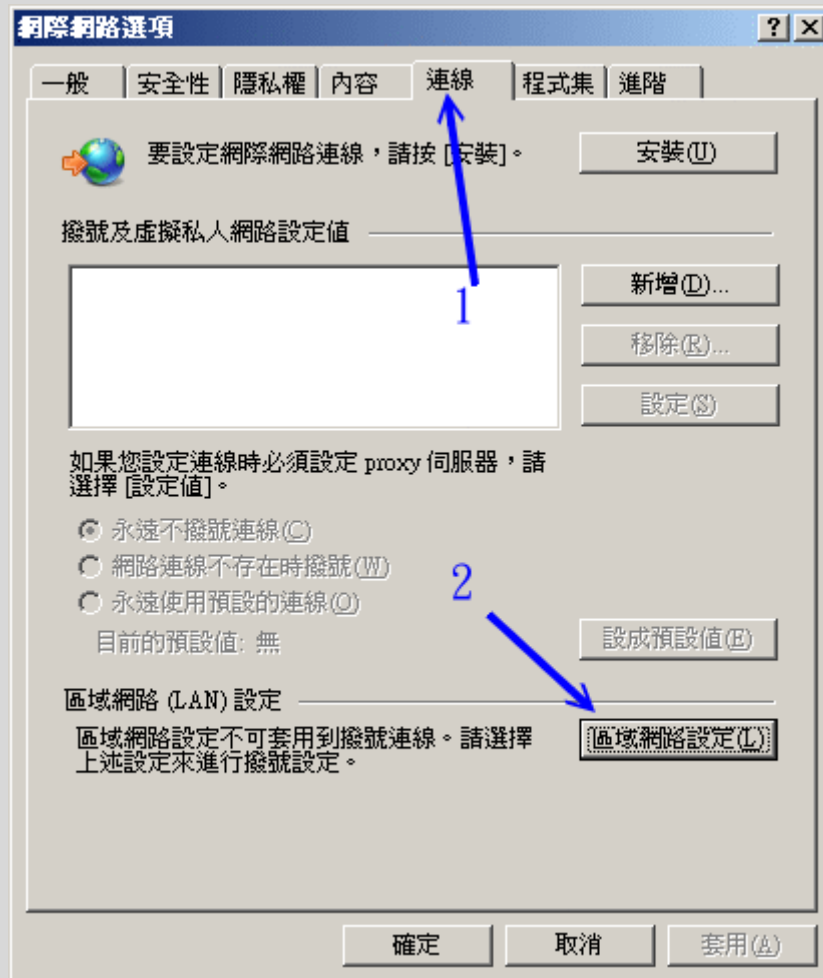 網際網路選項
一般 安全性 隱私權 內容 連線 程式集 進階
要設定網際網路連線，請按 [安裝]。
安裝(U)
撥號及虛擬私人網路設定值
新增(D)...
移除(R)...
設定(S)
1
如果您設定連線時必須設定 proxy 伺服器，請
選擇 [設定值]。
永遠不撥號連線(C)
網路連線不存在時撥號(W)
永遠使用預設的連線(O)
2
目前的預設值: 無
設成預設值(E)
區域網路 (LAN) 設定
區域網路設定不可套用到撥號連線。請選擇
上述設定來進行撥號設定。
區域網路設定(L)
確定 取消 套用(A)